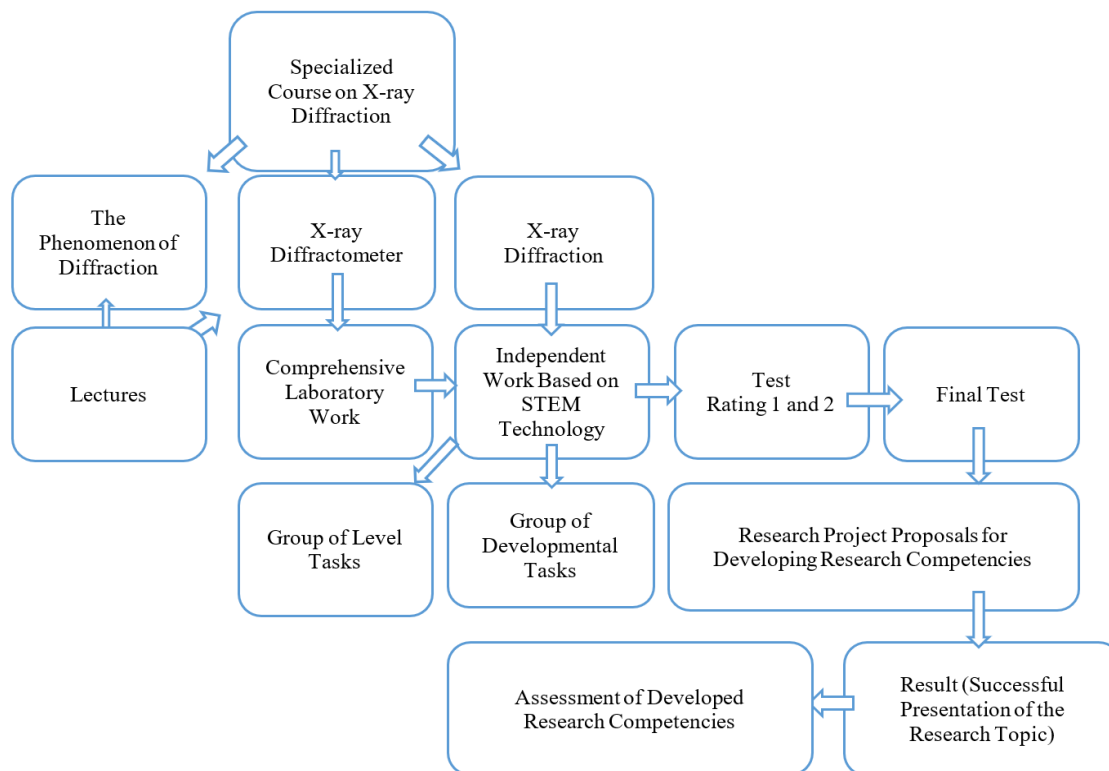 Specialized
Course on X-ray
Diffraction
The
Phenomenon of
Diffraction
X-ray
Diffractometer
X-ray
Diffraction
Lectures
Comprehensive
Laboratory
Work
Independent
Work Based on
STEM
Technology
Test
Rating 1 and 2
Final Test
Group of Level
Tasks
Group of
Developmental
Tasks
Research Project Proposals for
Developing Research Competencies
Assessment of Developed
Research Competencies
Result (Successful
Presentation of the
Research Topic)